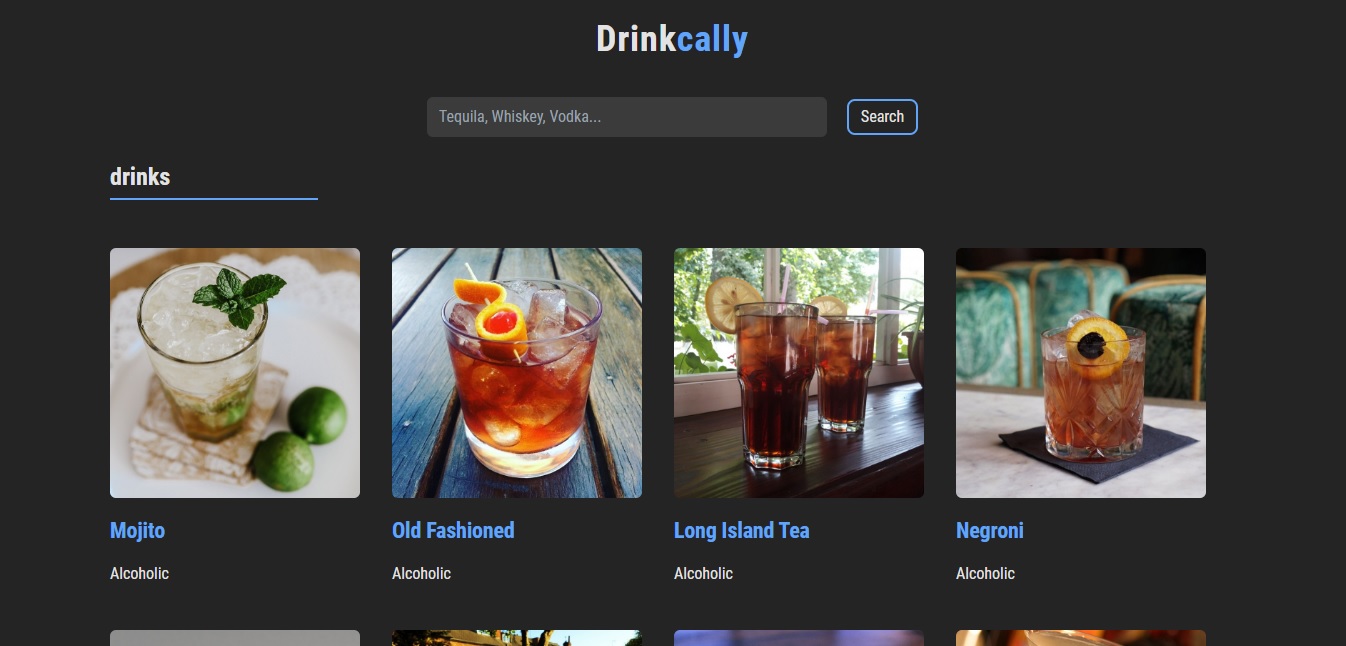 Drinkcally
Tequila, Whiskey, Vodka...
Search
drinks
Mojito
Old Fashioned
Long Island Tea
Negroni
Alcoholic
Alcoholic
Alcoholic
Alcoholic